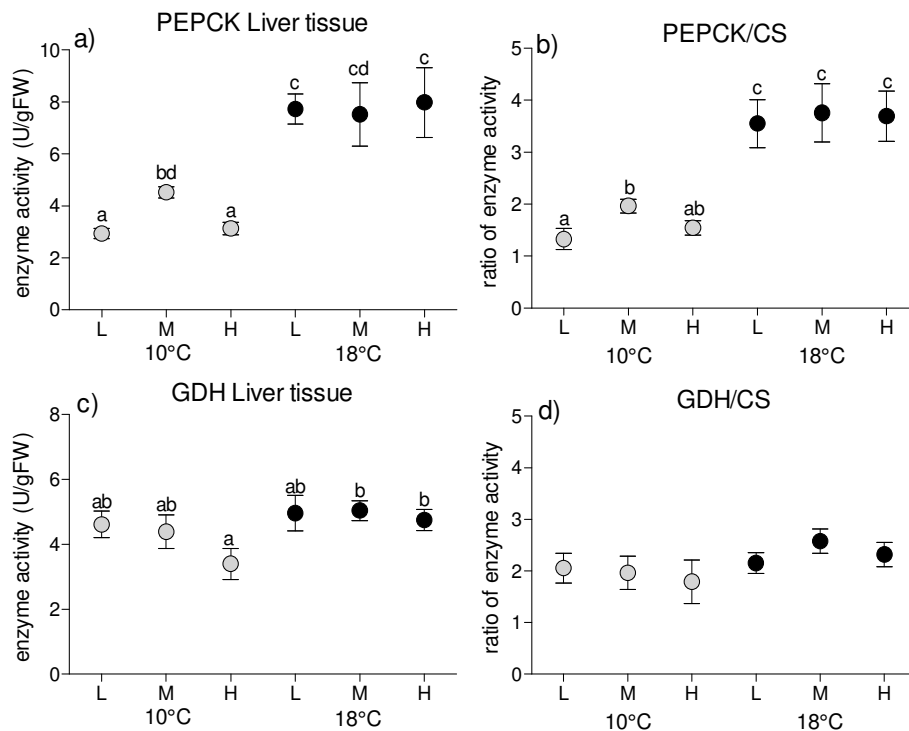 PEPCK Liver tissue
a)
enzyme activity (U/gFW)
10
8
6
4
2
0
a
bd
a
c
cd
c
L M H L M H
10°C 18°C
PEPCK/CS
b)
ratio of enzyme activity
5
4
3
2
1
0
a
b
ab
c
c
c
L M H L M H
10°C 18°C
GDH Liver tissue
c)
enzyme activity (U/gFW)
8
6
4
2
0
ab
ab
a
ab
b
b
L M H L M H
10°C 18°C
GDH/CS
d)
ratio of enzyme activity
5
4
3
2
1
0
L M H L M H
10°C 18°C